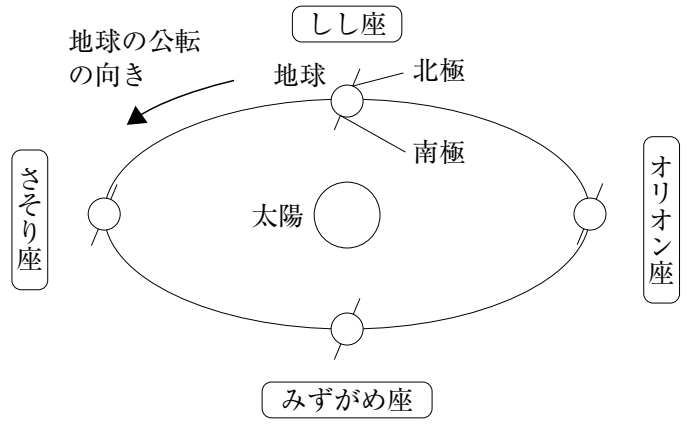 しし座
地球の公転
の向き
地球
北極
南極
さそり座
太陽
オリオン座
みずがめ座